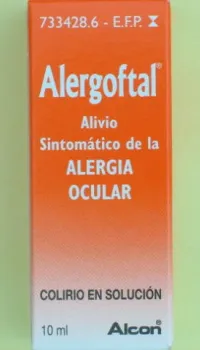 733428.6 - E.F.P.
Alergoftal®
Alivio
Sintomático de la
ALERGIA
OCULAR
COLIRIO EN SOLUCIÓN
10 ml Alcon®